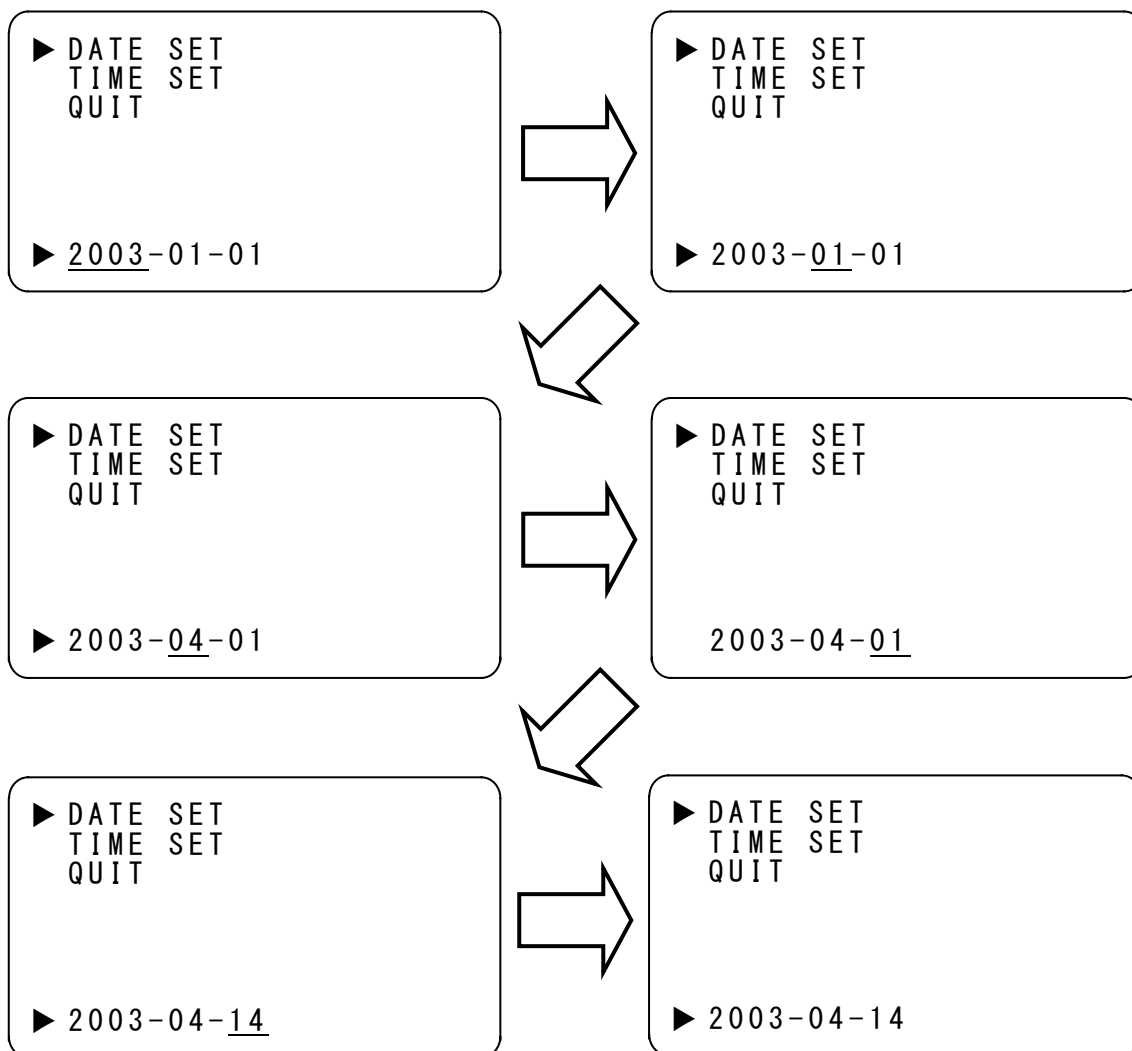 ▶ DATE SET
TIME SET
QUIT
▶ 2003-01-01
▶ DATE SET
TIME SET
QUIT
▶ 2003-01-01
▶ DATE SET
TIME SET
QUIT
▶ 2003-04-01
▶ DATE SET
TIME SET
QUIT
2003-04-01
▶ DATE SET
TIME SET
QUIT
▶ 2003-04-14
▶ DATE SET
TIME SET
QUIT
▶ 2003-04-14